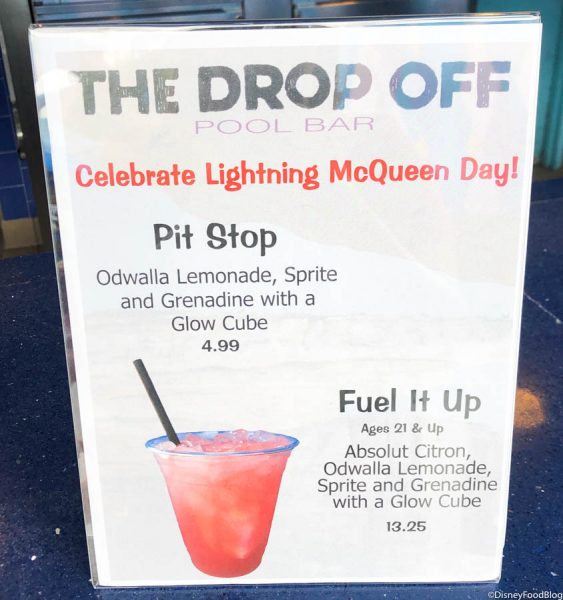 THE DROP OFF
POOL BAR
Celebrate Lightning McQueen Day!
Pit Stop
Odwalla Lemonade, Sprite
and Grenadine with a
Glow Cube
4.99
Fuel It Up
Ages 21 & Up
Absolut Citron,
Odwalla Lemonade,
Sprite and Grenadine
with a Glow Cube
13.25
©DisneyFoodBlog